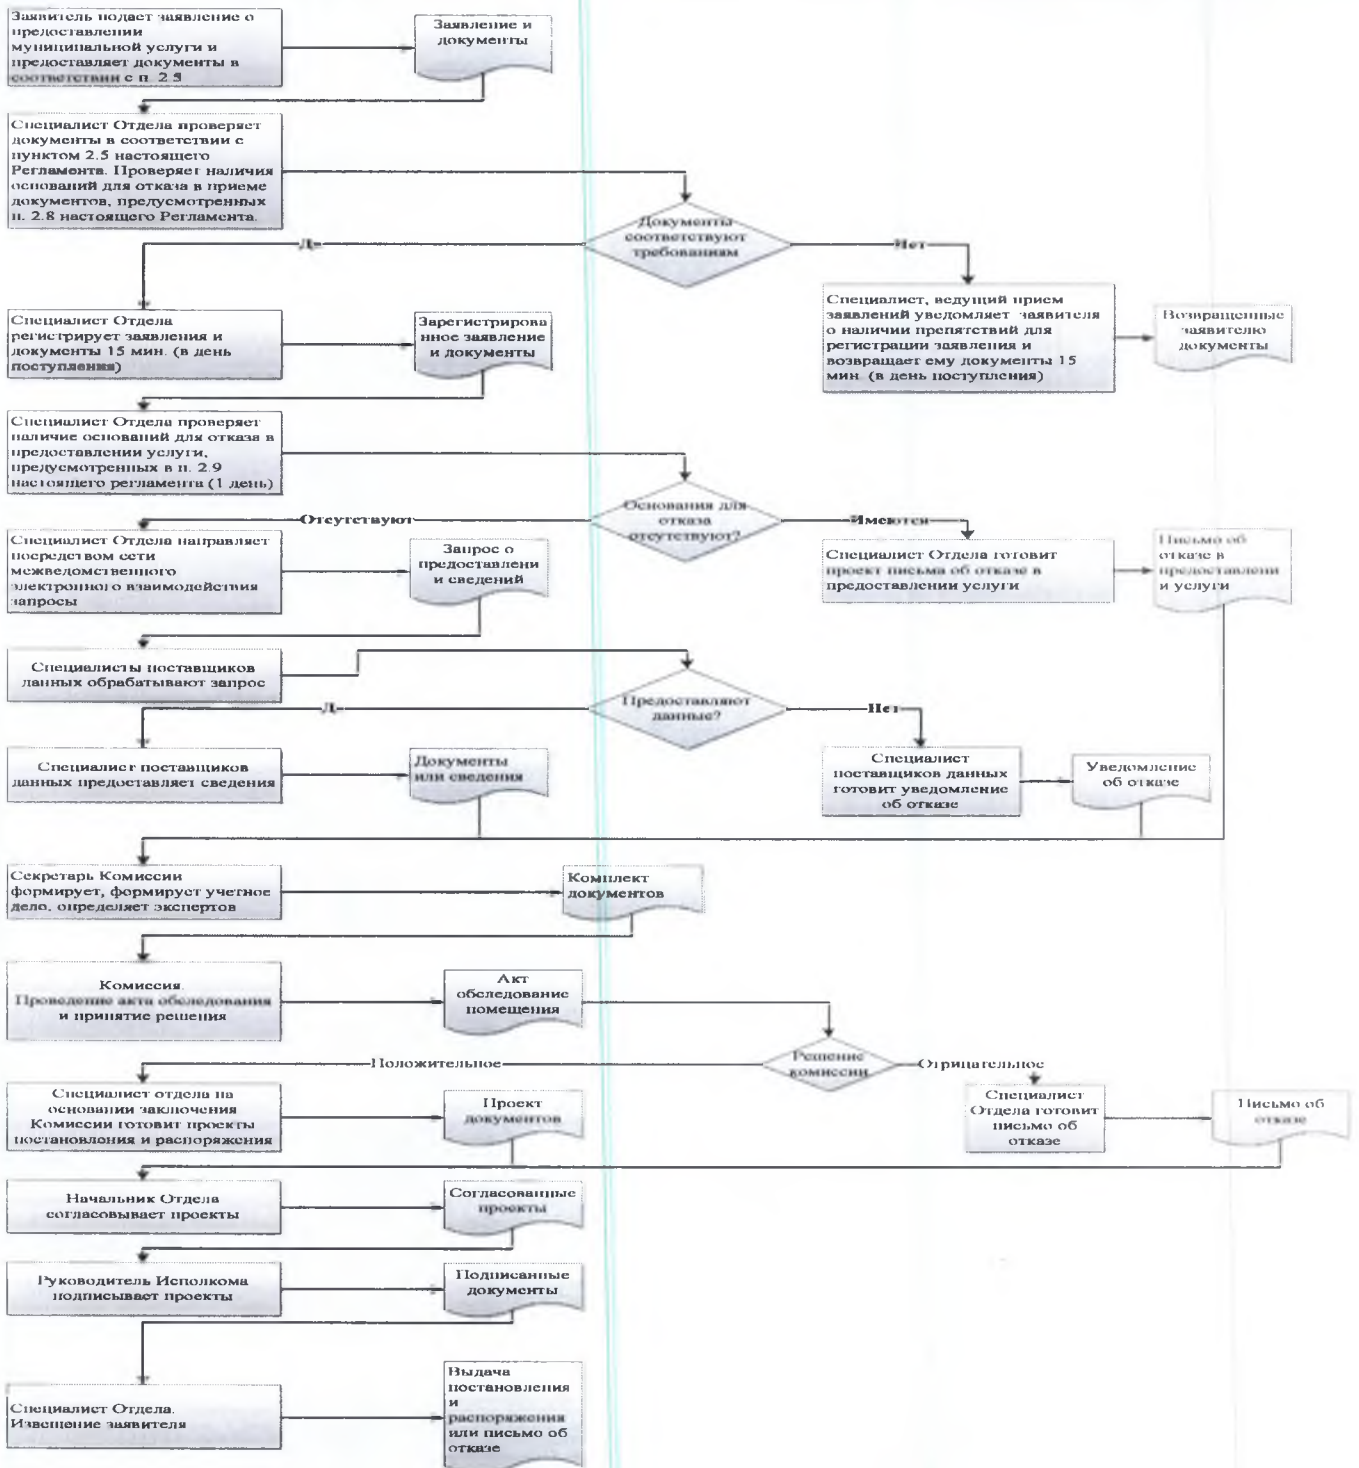 Заявитель подает заявление о
предоставлении
муниципальной услуги и
предоставляет документы в
соответствии с п. 2.5
Заявление и
документы
Специалист Отдела проверяет
документы в соответствии с
пунктом 2.5 настоящего
Регламента. Проверяет наличия
оснований для отказа в приеме
документов, предусмотренных
п. 2.8 настоящего Регламента.
Документы
соответствуют
требованиям
Да
Нет
Специалист Отдела
регистрирует заявления и
документы 15 мин. (в день
поступления)
Зарегистрирова
нное заявление
и документы
Специалист, ведущий прием
заявлений уведомляет заявителя
о наличии препятствий для
регистрации заявления и
возвращает ему документы 15
мин. (в день поступления)
Возвращенные
заявителю
документы
Специалист Отдела проверяет
наличие оснований для отказа в
предоставлении услуги,
предусмотренных в п. 2.9
настоящего регламента (1 день)
Основания для
отказа
отсутствуют?
Отсутствуют
Имеются
Специалист Отдела направляет
посредством сети
межведомственного
электронного взаимодействия
запросы
Запрос о
предоставлени
и сведений
Специалист Отдела готовит
проект письма об отказе в
предоставлении услуги
Письмо об
отказе в
предоставлени
и услуги
Специалисты поставщиков
данных обрабатывают запрос
Предоставляют
данные?
Да
Нет
Специалист поставщиков
данных предоставляет сведения
Документы
или сведения
Специалист
поставщиков данных
готовит уведомление
об отказе
Уведомление
об отказе
Секретарь Комиссии
формирует, формирует учетное
дело, определяет экспертов
Комплект
документов
Комиссия.
Проведение акта обследования
и принятие решения
Акт
обследование
помещения
Решение
комиссии
Положительное
Отрицательное
Специалист отдела на
основании заключения
Комиссии готовит проекты
постановления и распоряжения
Проект
документов
Специалист
Отдела готовит
письмо об
отказе
Письмо об
отказе
Начальник Отдела
согласовывает проекты
Согласованные
проекты
Руководитель Исполкома
подписывает проекты
Подписанные
документы
Специалист Отдела.
Извещение заявителя
Выдача
постановления
и
распоряжения
или письмо об
отказе